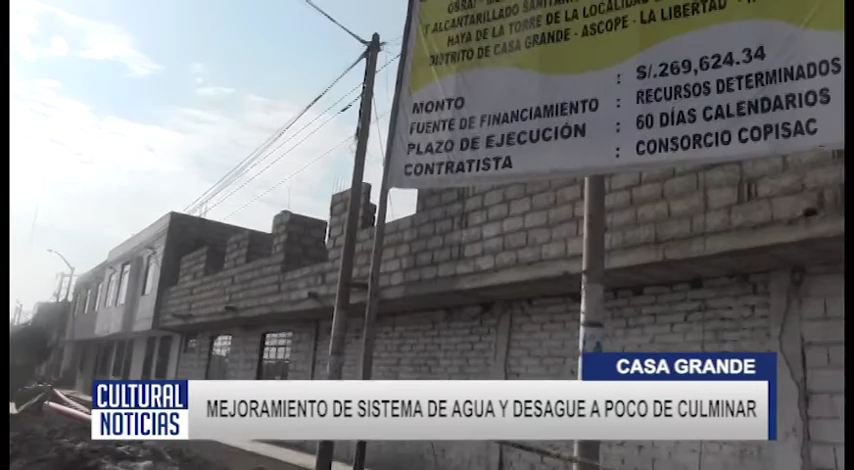 OBRA:
Y ALCANTARILLADO SANITARIO
HAYA DE LA TORRE DE LA LOCALIDAD
DISTRITO DE CASA GRANDE - ASCOPE - LA LIBERTAD
MONTO : S/.269,624.34
FUENTE DE FINANCIAMIENTO : RECURSOS DETERMINADOS
PLAZO DE EJECUCIÓN : 60 DÍAS CALENDARIOS
CONTRATISTA : CONSORCIO COPISAC
CASA GRANDE
CULTURAL
NOTICIAS
MEJORAMIENTO DE SISTEMA DE AGUA Y DESAGUE A POCO DE CULMINAR